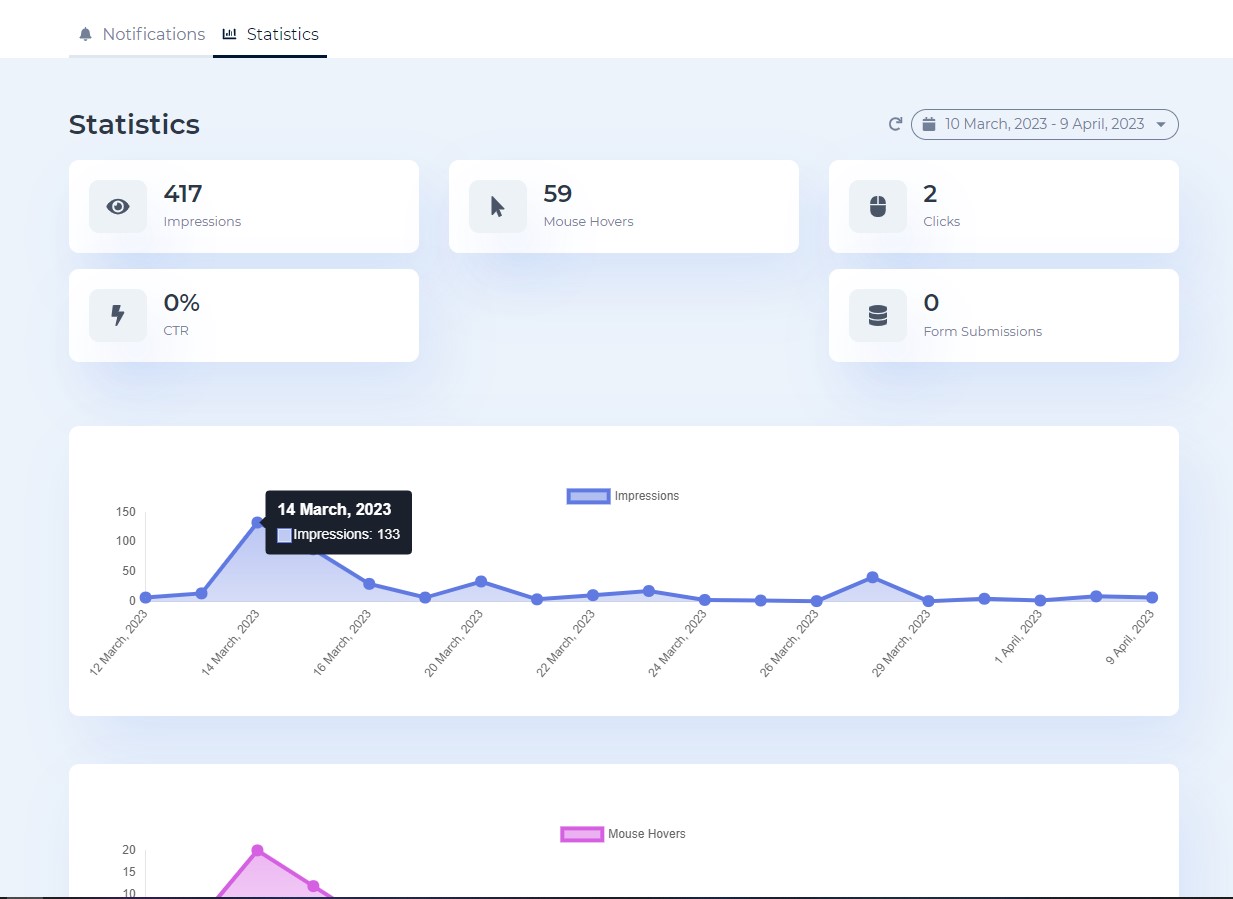 Notifications Statistics
Statistics
10 March, 2023 - 9 April, 2023
417
Impressions
59
Mouse Hovers
2
Clicks
0%
CTR
0
Form Submissions
Impressions
14 March, 2023
Impressions: 133
150
100
50
0
12 March, 2023
14 March, 2023
16 March, 2023
20 March, 2023
22 March, 2023
24 March, 2023
26 March, 2023
29 March, 2023
1 April, 2023
9 April, 2023
Mouse Hovers
20
15
10